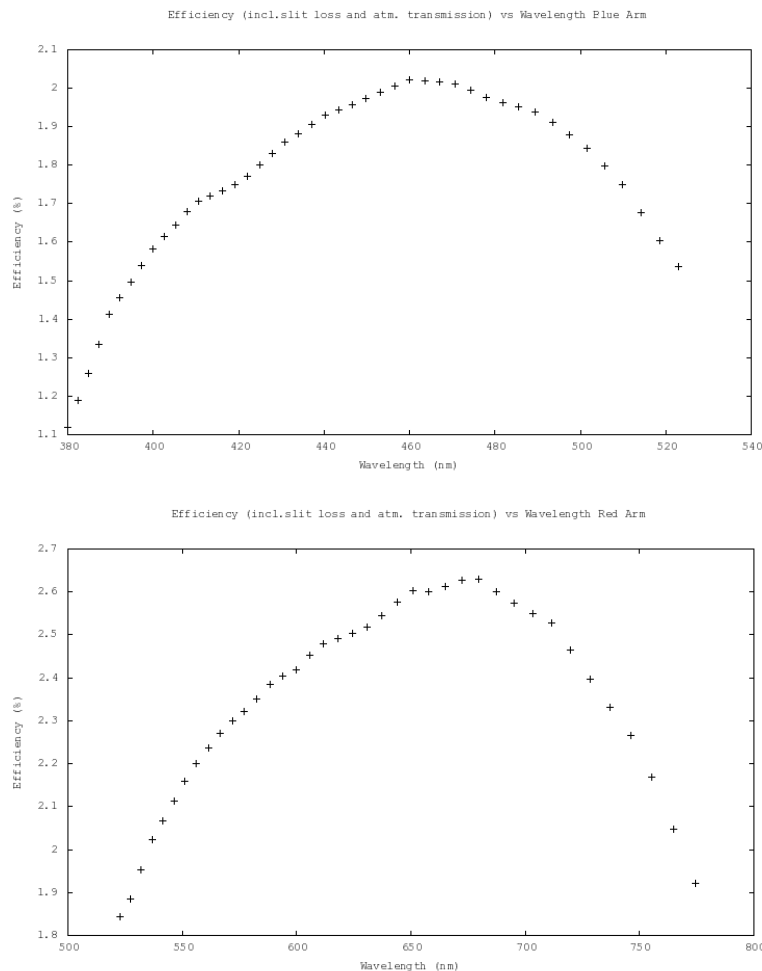 Efficiency (incl.slit loss and atm. transmission) vs Wavelength Blue Arm
2.1
2
1.9
1.8
1.7
1.6
1.5
1.4
1.3
1.2
1.1
Efficiency (%)
380 400 420 440 460 480 500 520 540
Wavelength (nm)
Efficiency (incl.slit loss and atm. transmission) vs Wavelength Red Arm
2.7
2.6
2.5
2.4
2.3
2.2
2.1
2
1.9
1.8
Efficiency (%)
500 550 600 650 700 750 800
Wavelength (nm)